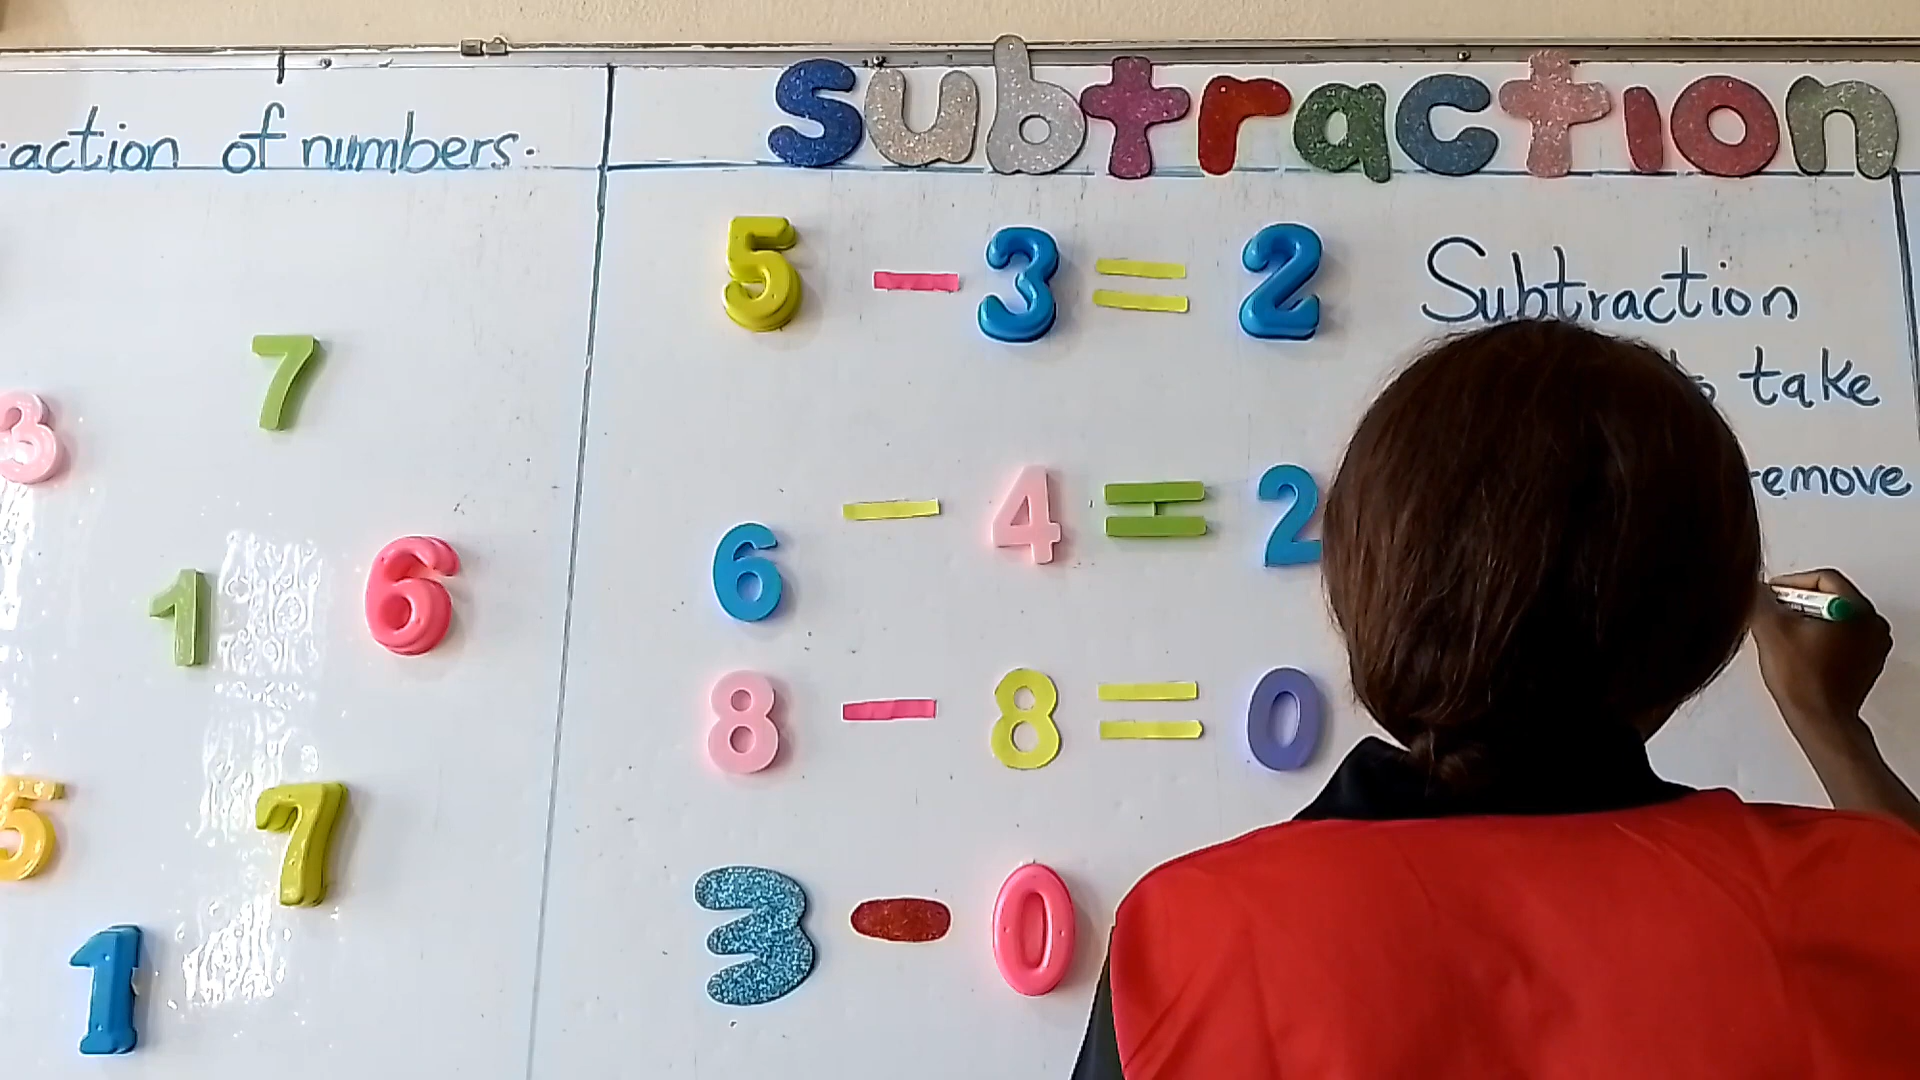 action of numbers.
subtraction
5 - 3 = 2
Subtraction
take
remove
6 - 4 = 2
8 - 8 = 0
3 - 0
7
3
1 6
5 7
1